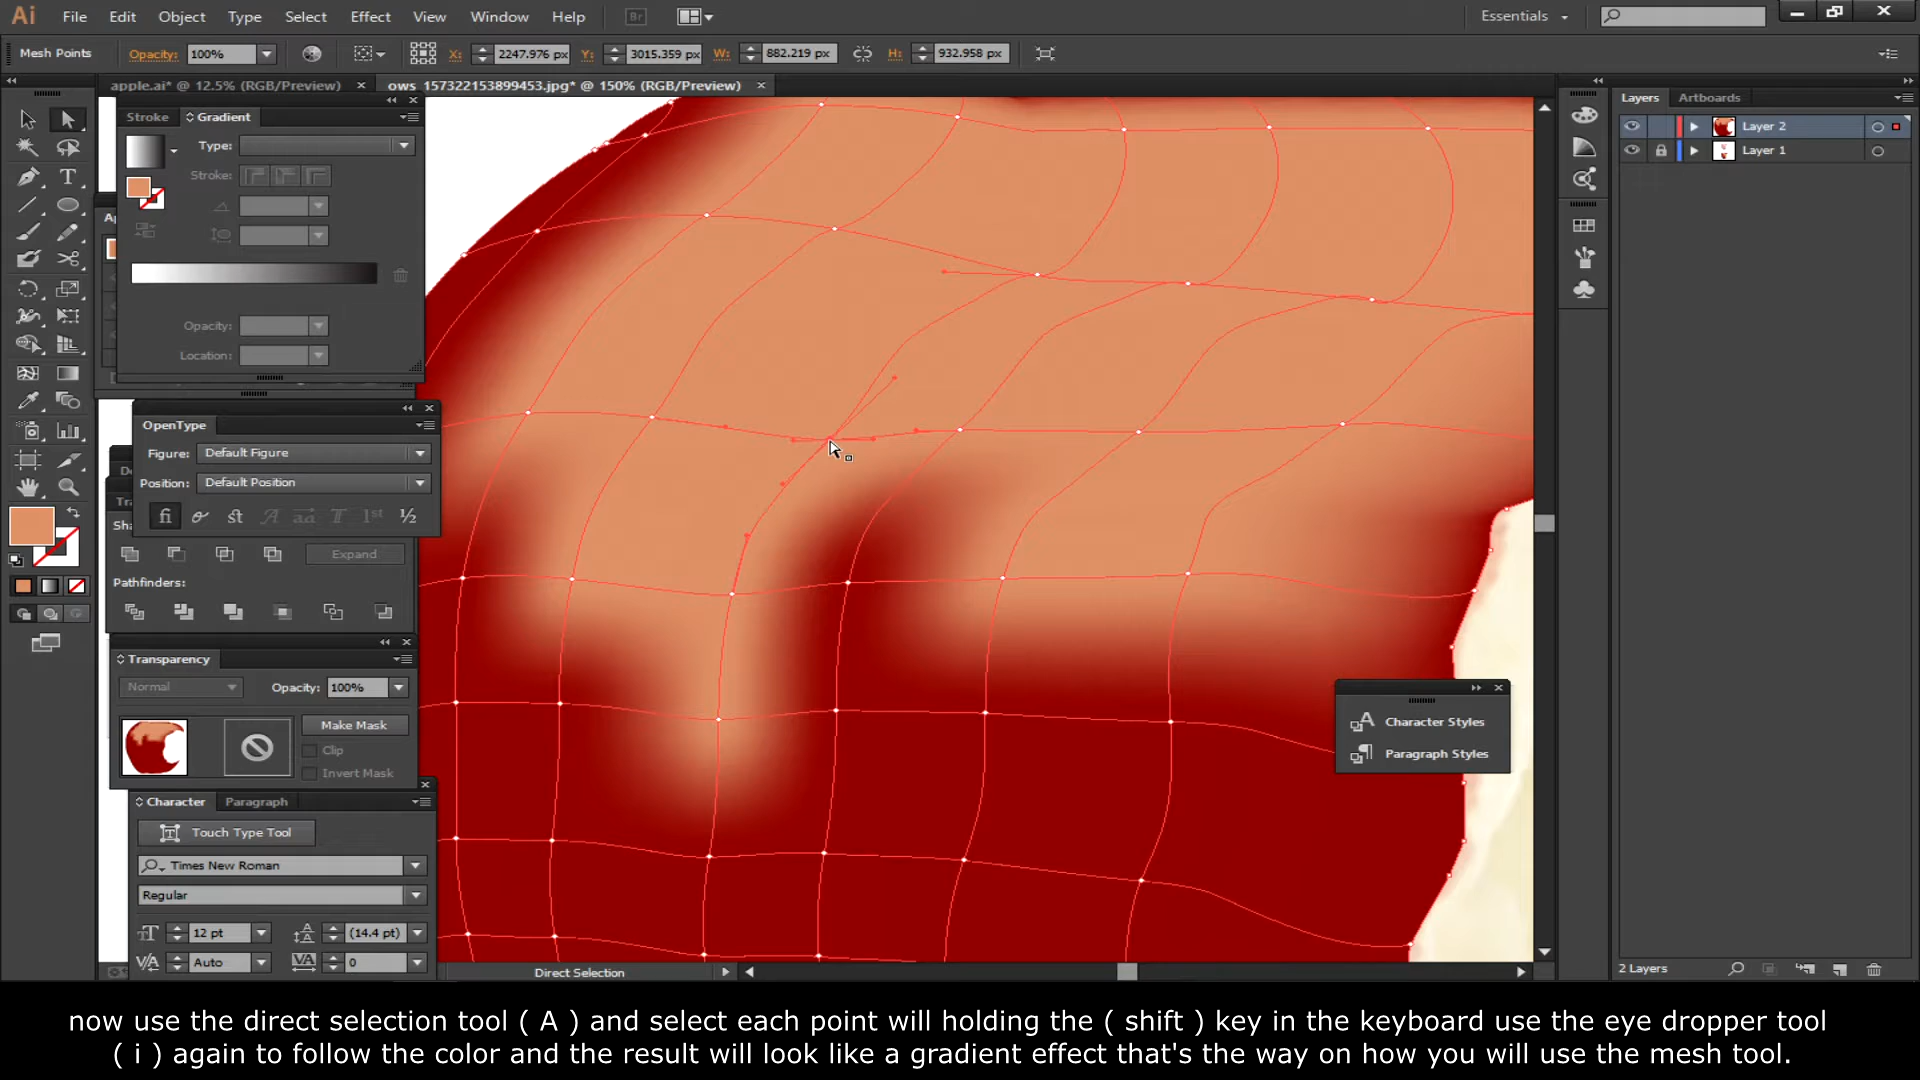 Ai File Edit Object Type Select Effect View Window Help Br Essentials
Mesh Points Opacity: 100% X: 2247.976 px Y: 3015.359 px W: 882.219 px H: 932.958 px
apple.ai* @ 12.5% (RGB/Preview) ows_157322153899453.jpg* @ 150% (RGB/Preview)
Stroke Gradient
Type:
Stroke:
Opacity:
Location:
OpenType
Figure: Default Figure
Position: Default Position
Expand
Pathfinders:
Transparency
Normal Opacity: 100%
Make Mask
Clip
Invert Mask
Character Paragraph
Touch Type Tool
Times New Roman
Regular
12 pt (14.4 pt)
Auto 0
Direct Selection
Character Styles
Paragraph Styles
Layers Artboards
Layer 2
Layer 1
2 Layers
now use the direct selection tool ( A ) and select each point will holding the ( shift ) key in the keyboard use the eye dropper tool
( i ) again to follow the color and the result will look like a gradient effect that's the way on how you will use the mesh tool.